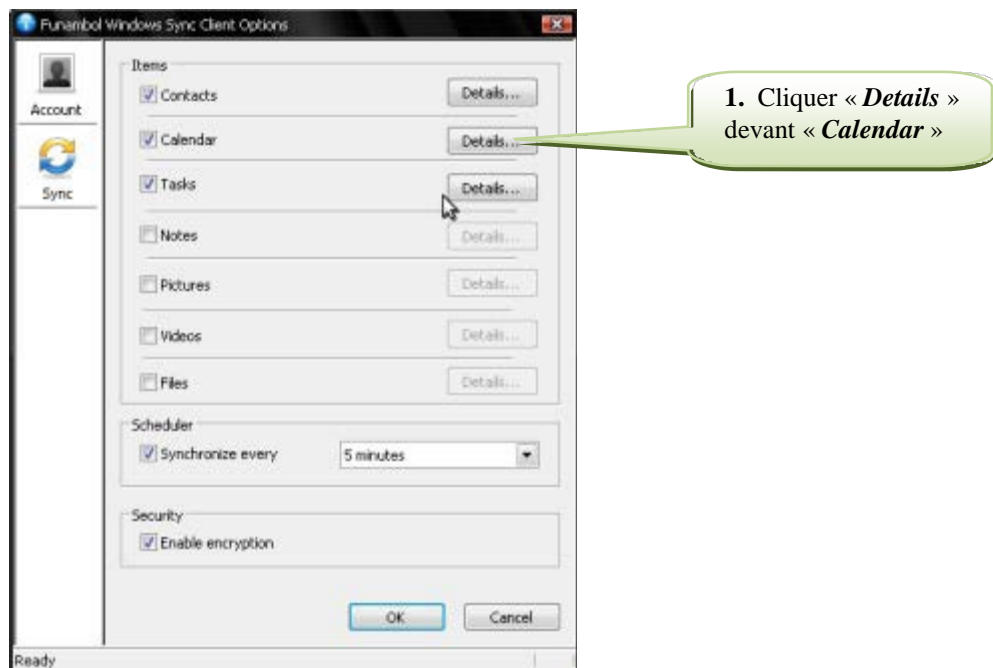 Funambol Windows Sync Client Options
Account
Sync
Items
Contacts Details...
Calendar Details...
Tasks Details...
Notes Details...
Pictures Details...
Videos Details...
Files Details...
Scheduler
Synchronize every 5 minutes
Security
Enable encryption
OK Cancel
Ready
1. Cliquer « Details »
devant « Calendar »